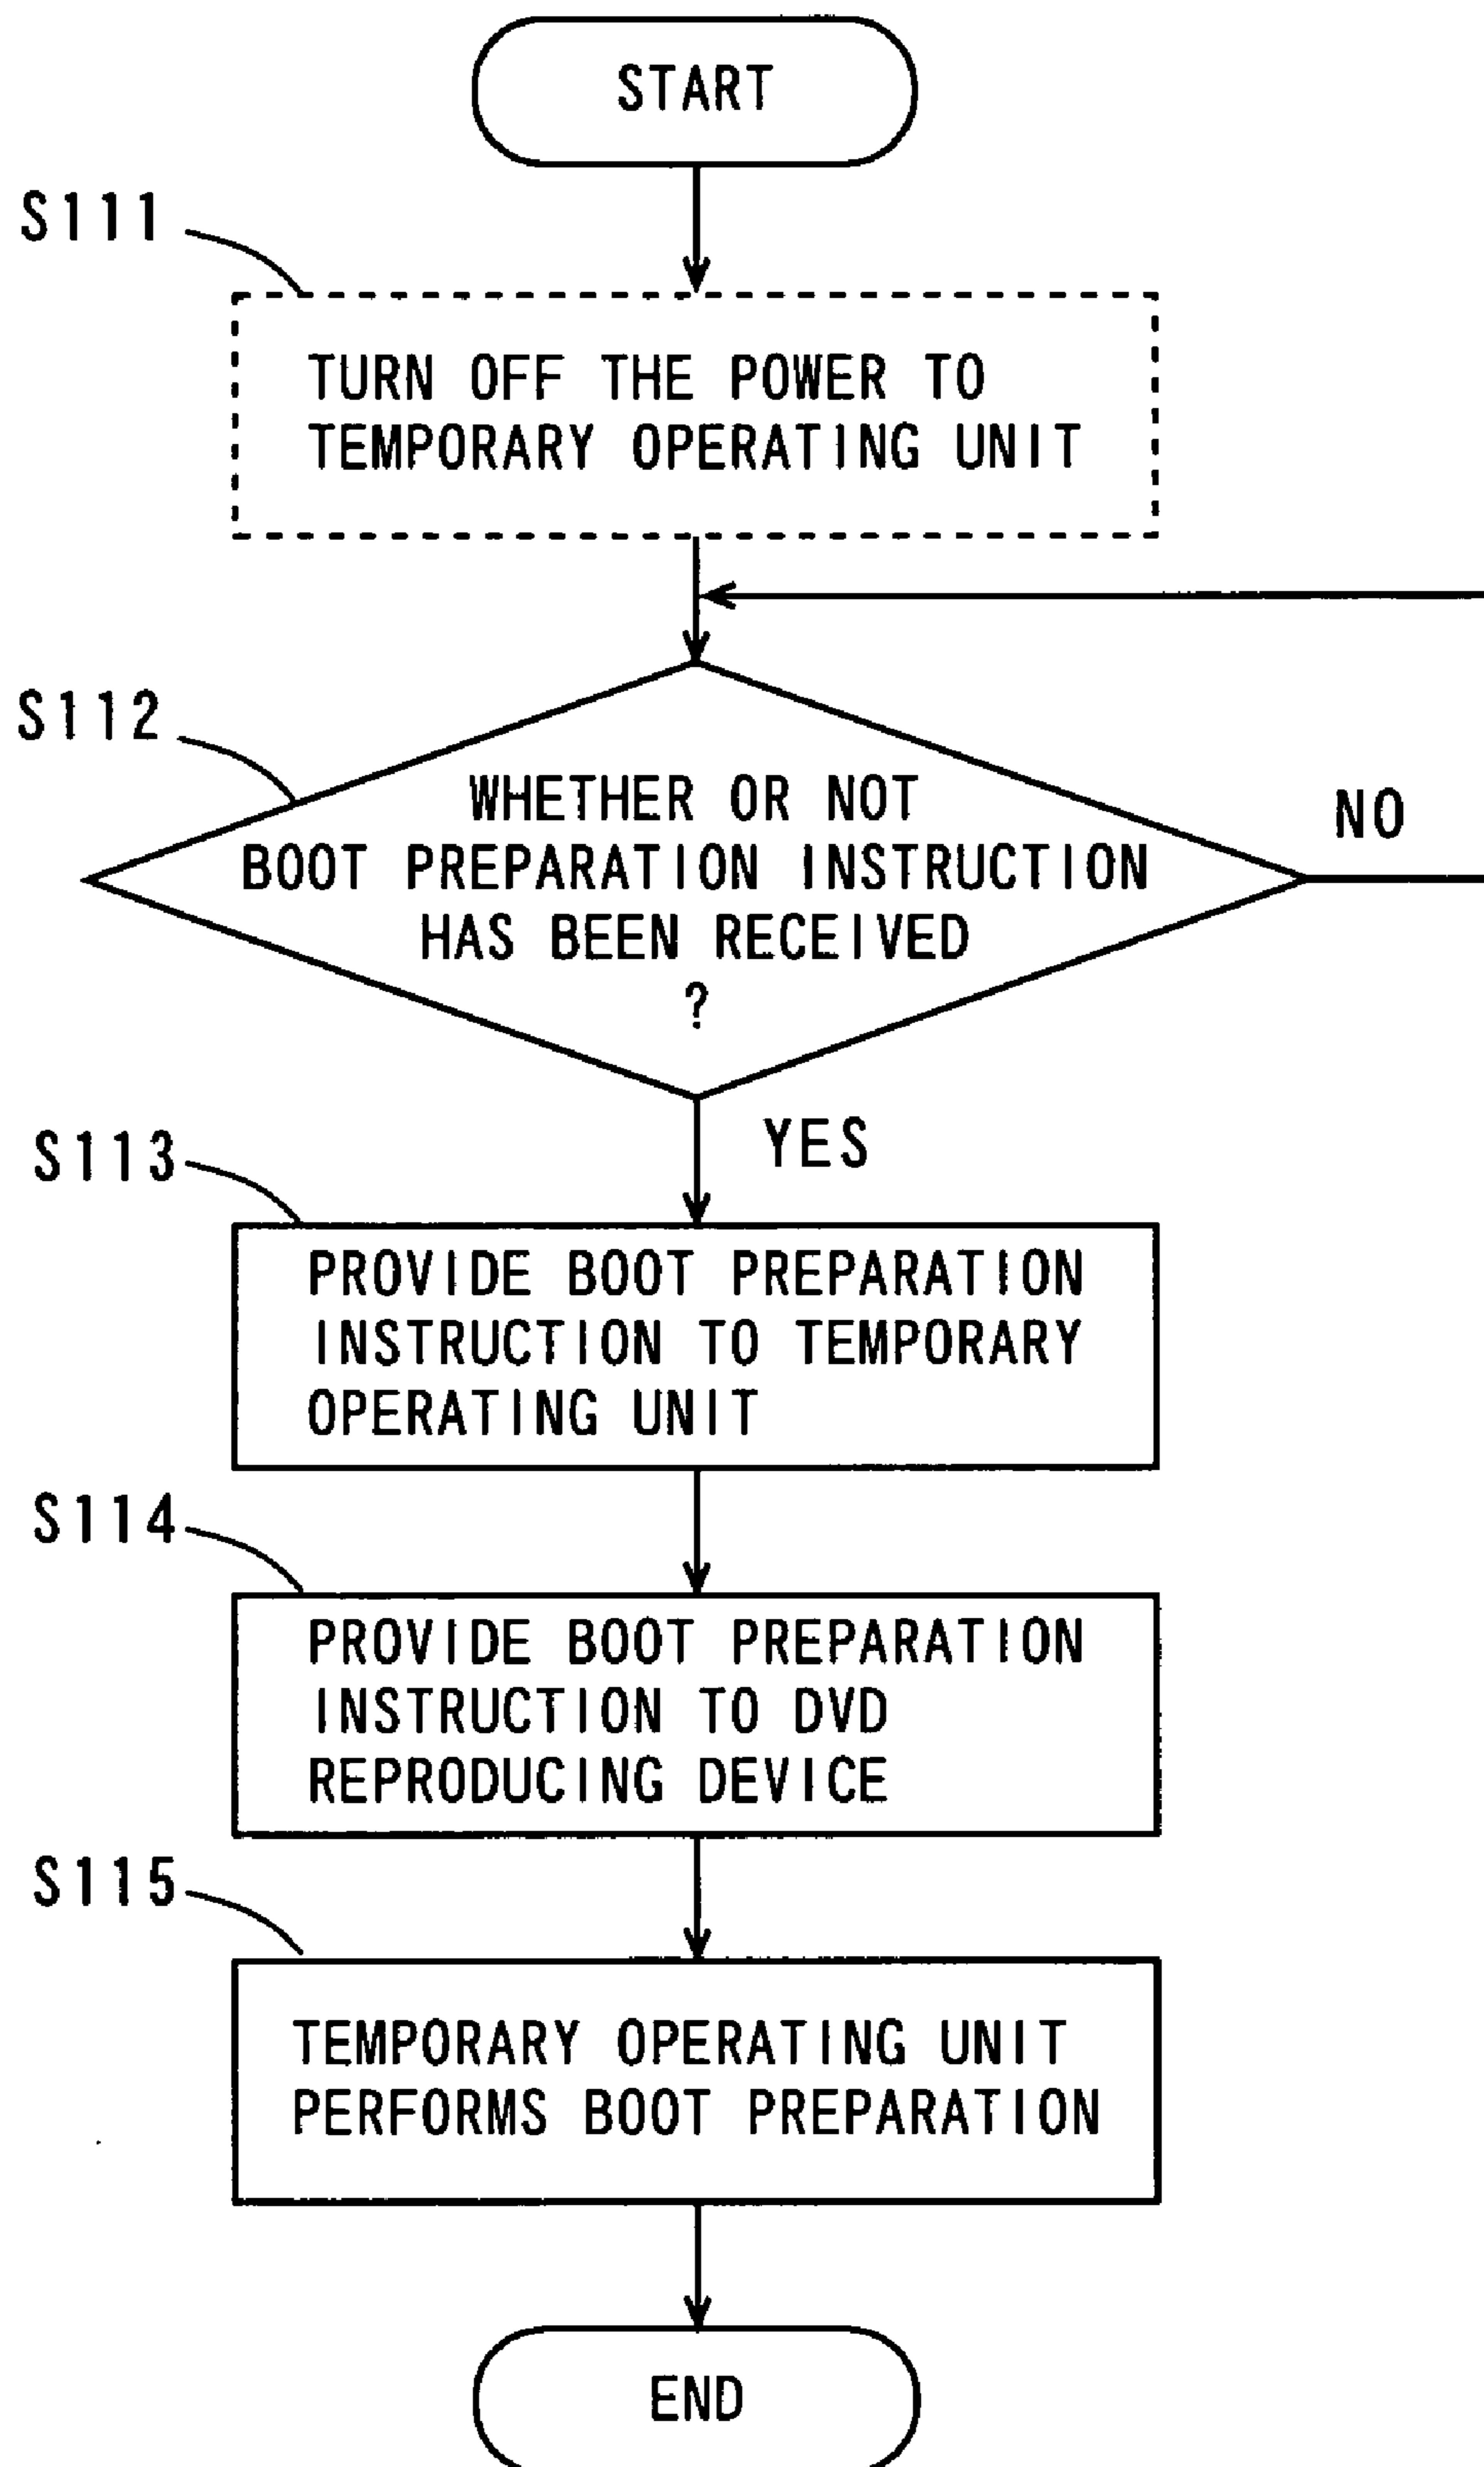 START
S111
TURN OFF THE POWER TO
TEMPORARY OPERATING UNIT
S112
WHETHER OR NOT
BOOT PREPARATION INSTRUCTION
HAS BEEN RECEIVED
?
NO
YES
S113
PROVIDE BOOT PREPARATION
INSTRUCTION TO TEMPORARY
OPERATING UNIT
S114
PROVIDE BOOT PREPARATION
INSTRUCTION TO DVD
REPRODUCING DEVICE
S115
TEMPORARY OPERATING UNIT
PERFORMS BOOT PREPARATION
END